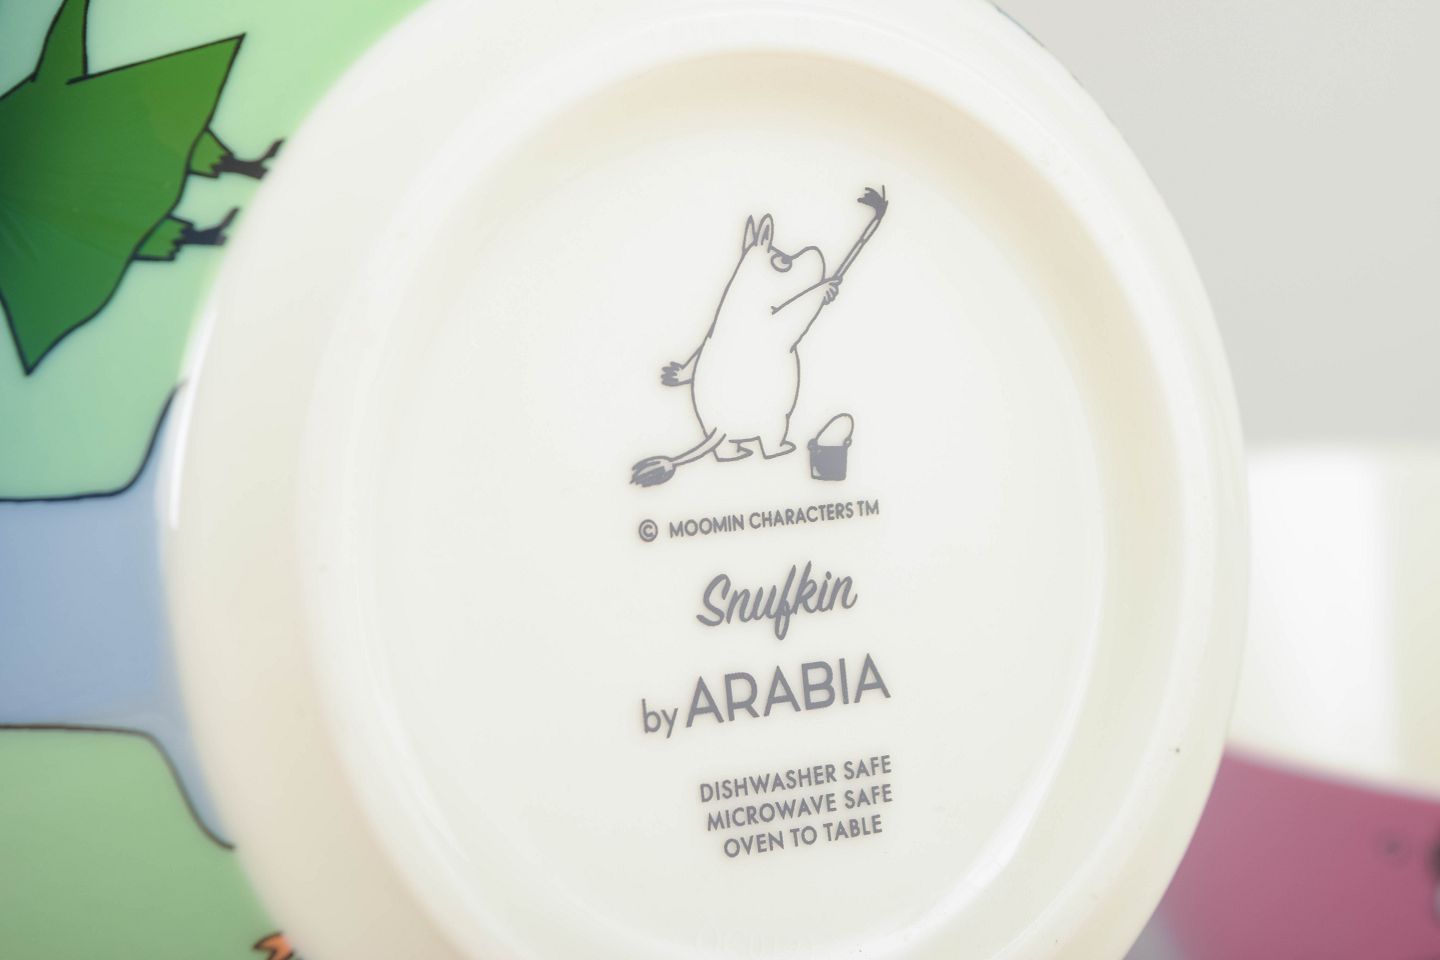 © MOOMIN CHARACTERS TM
Snufkin
by ARABIA
DISHWASHER SAFE
MICROWAVE SAFE
OVEN TO TABLE